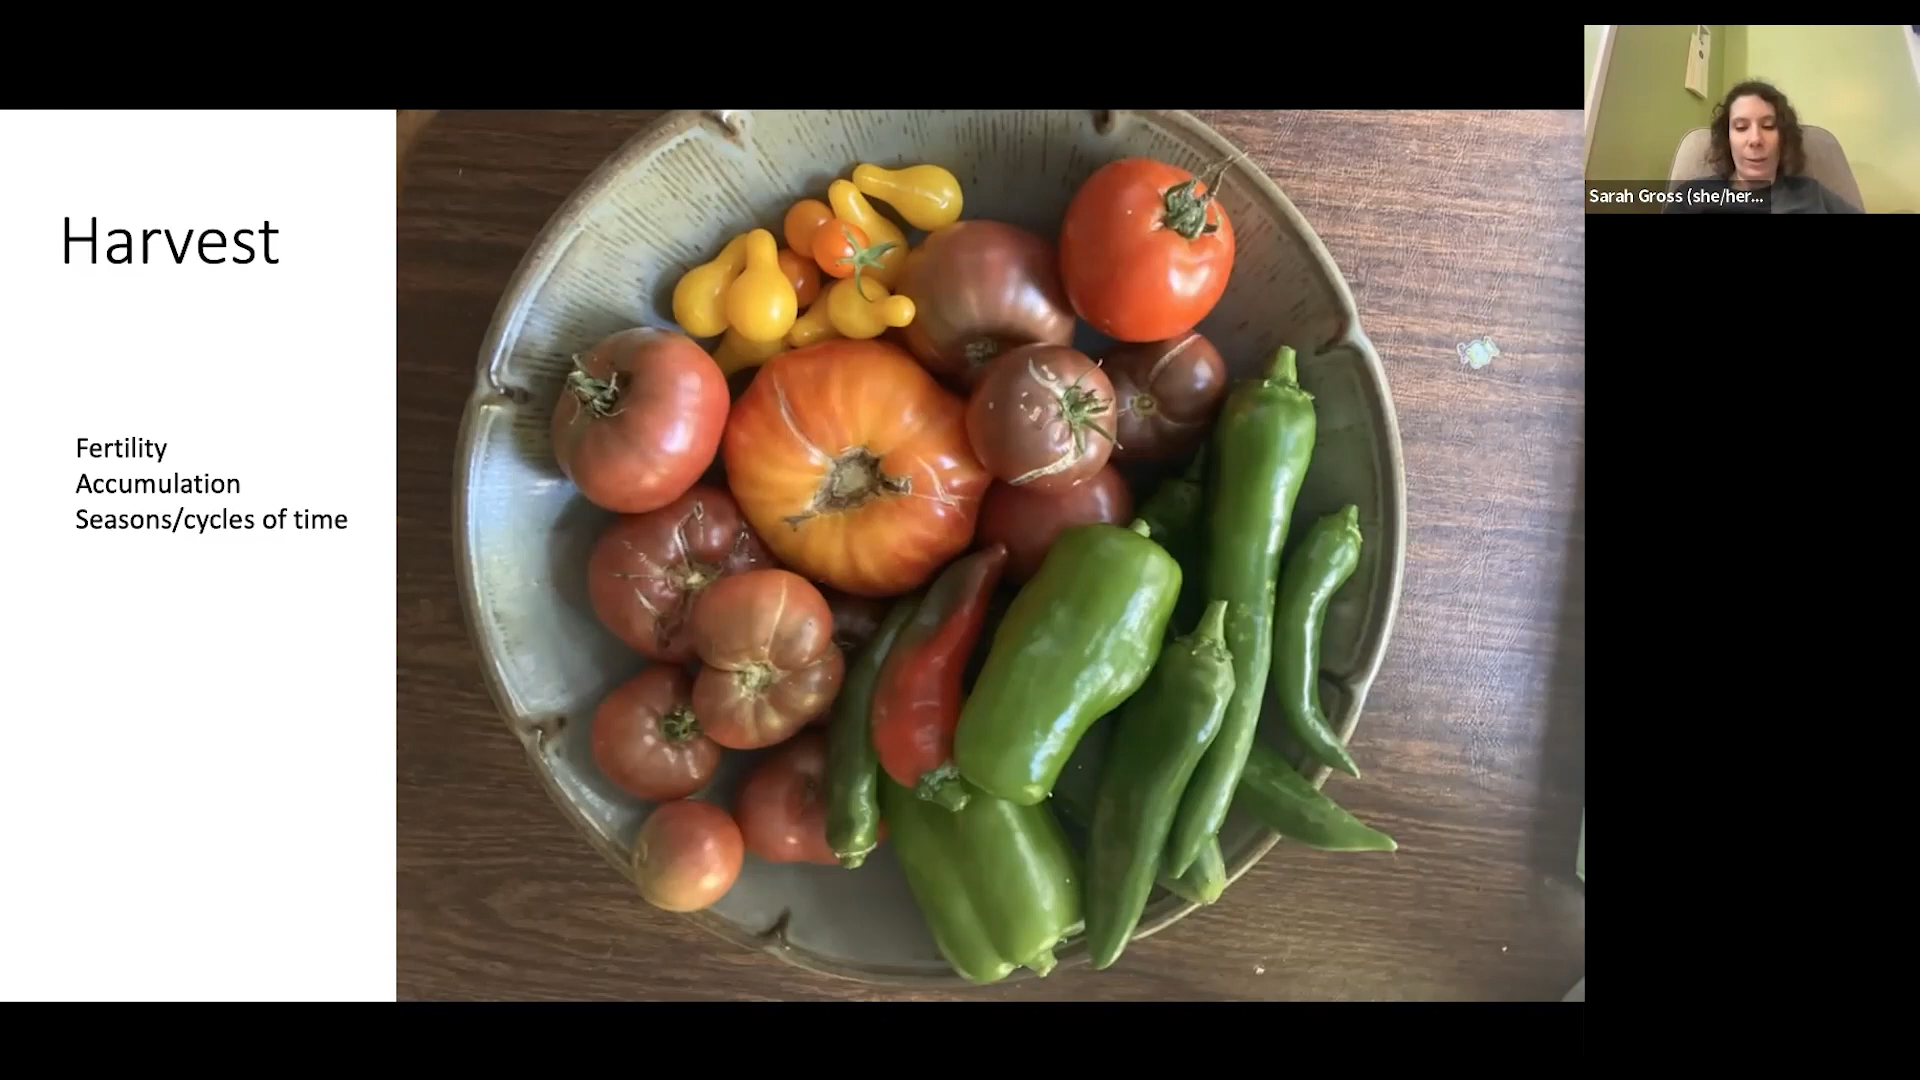 Harvest
Fertility
Accumulation
Seasons/cycles of time
Sarah Gross (she/her...